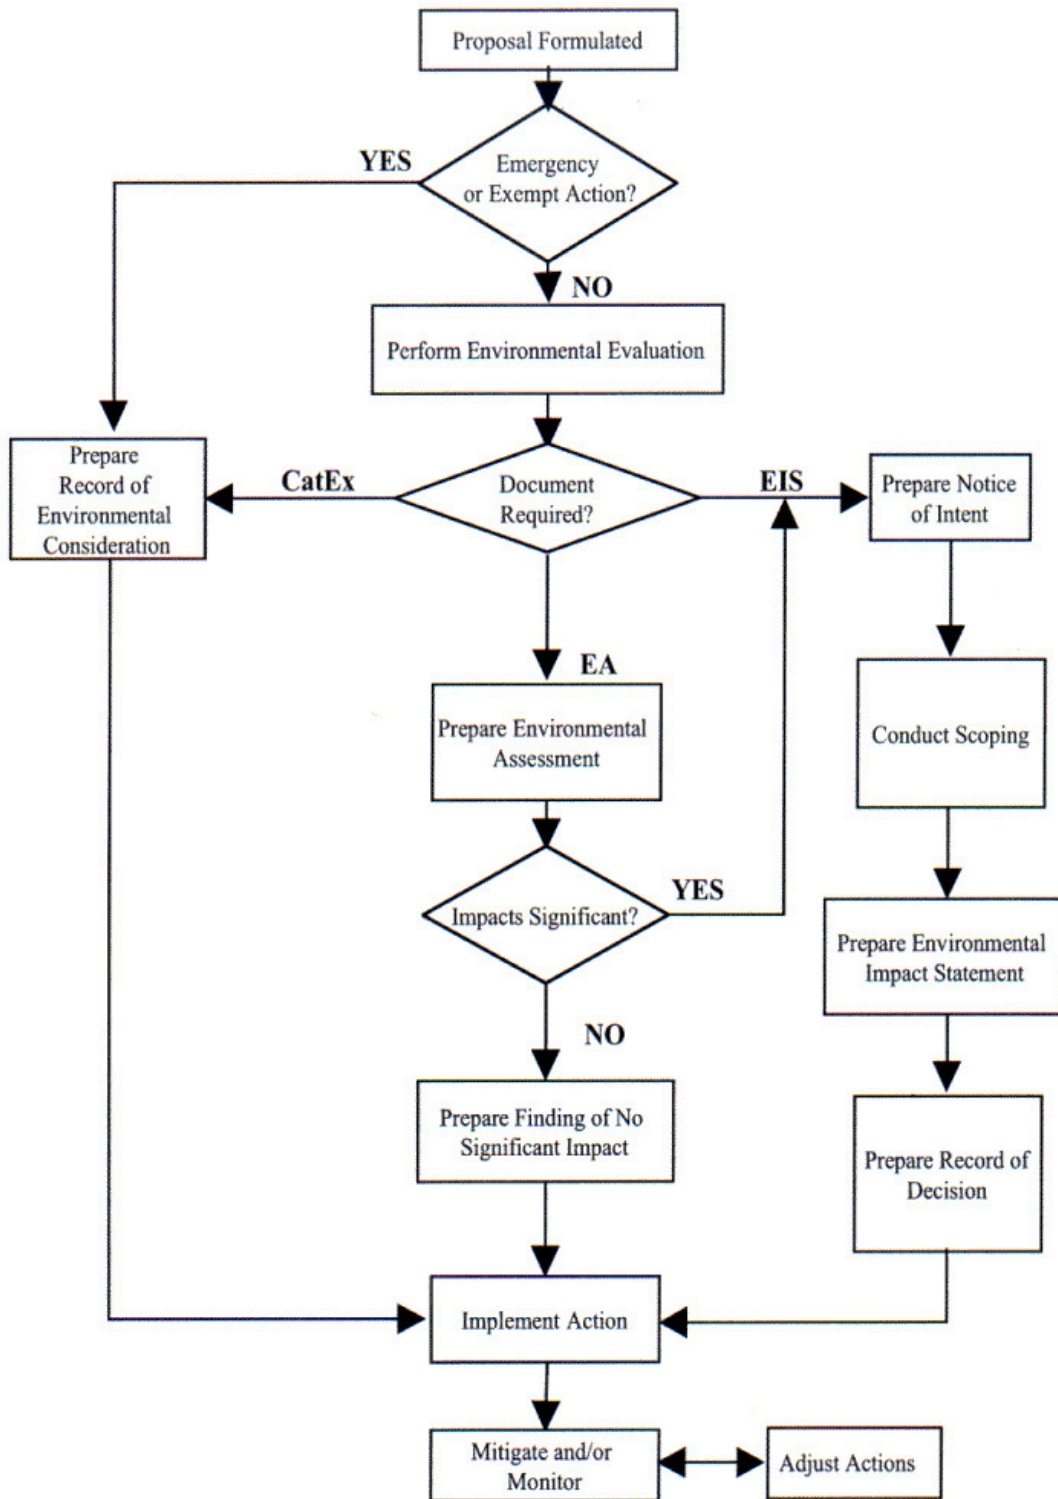 Proposal Formulated
Emergency
or Exempt Action?
YES
NO
Perform Environmental Evaluation
Prepare
Record of
Environmental
Consideration
CatEx
Document
Required?
EIS
Prepare Notice
of Intent
EA
Prepare Environmental
Assessment
Conduct Scoping
Impacts Significant?
YES
Prepare Environmental
Impact Statement
NO
Prepare Finding of No
Significant Impact
Prepare Record of
Decision
Implement Action
Mitigate and/or
Monitor
Adjust Actions